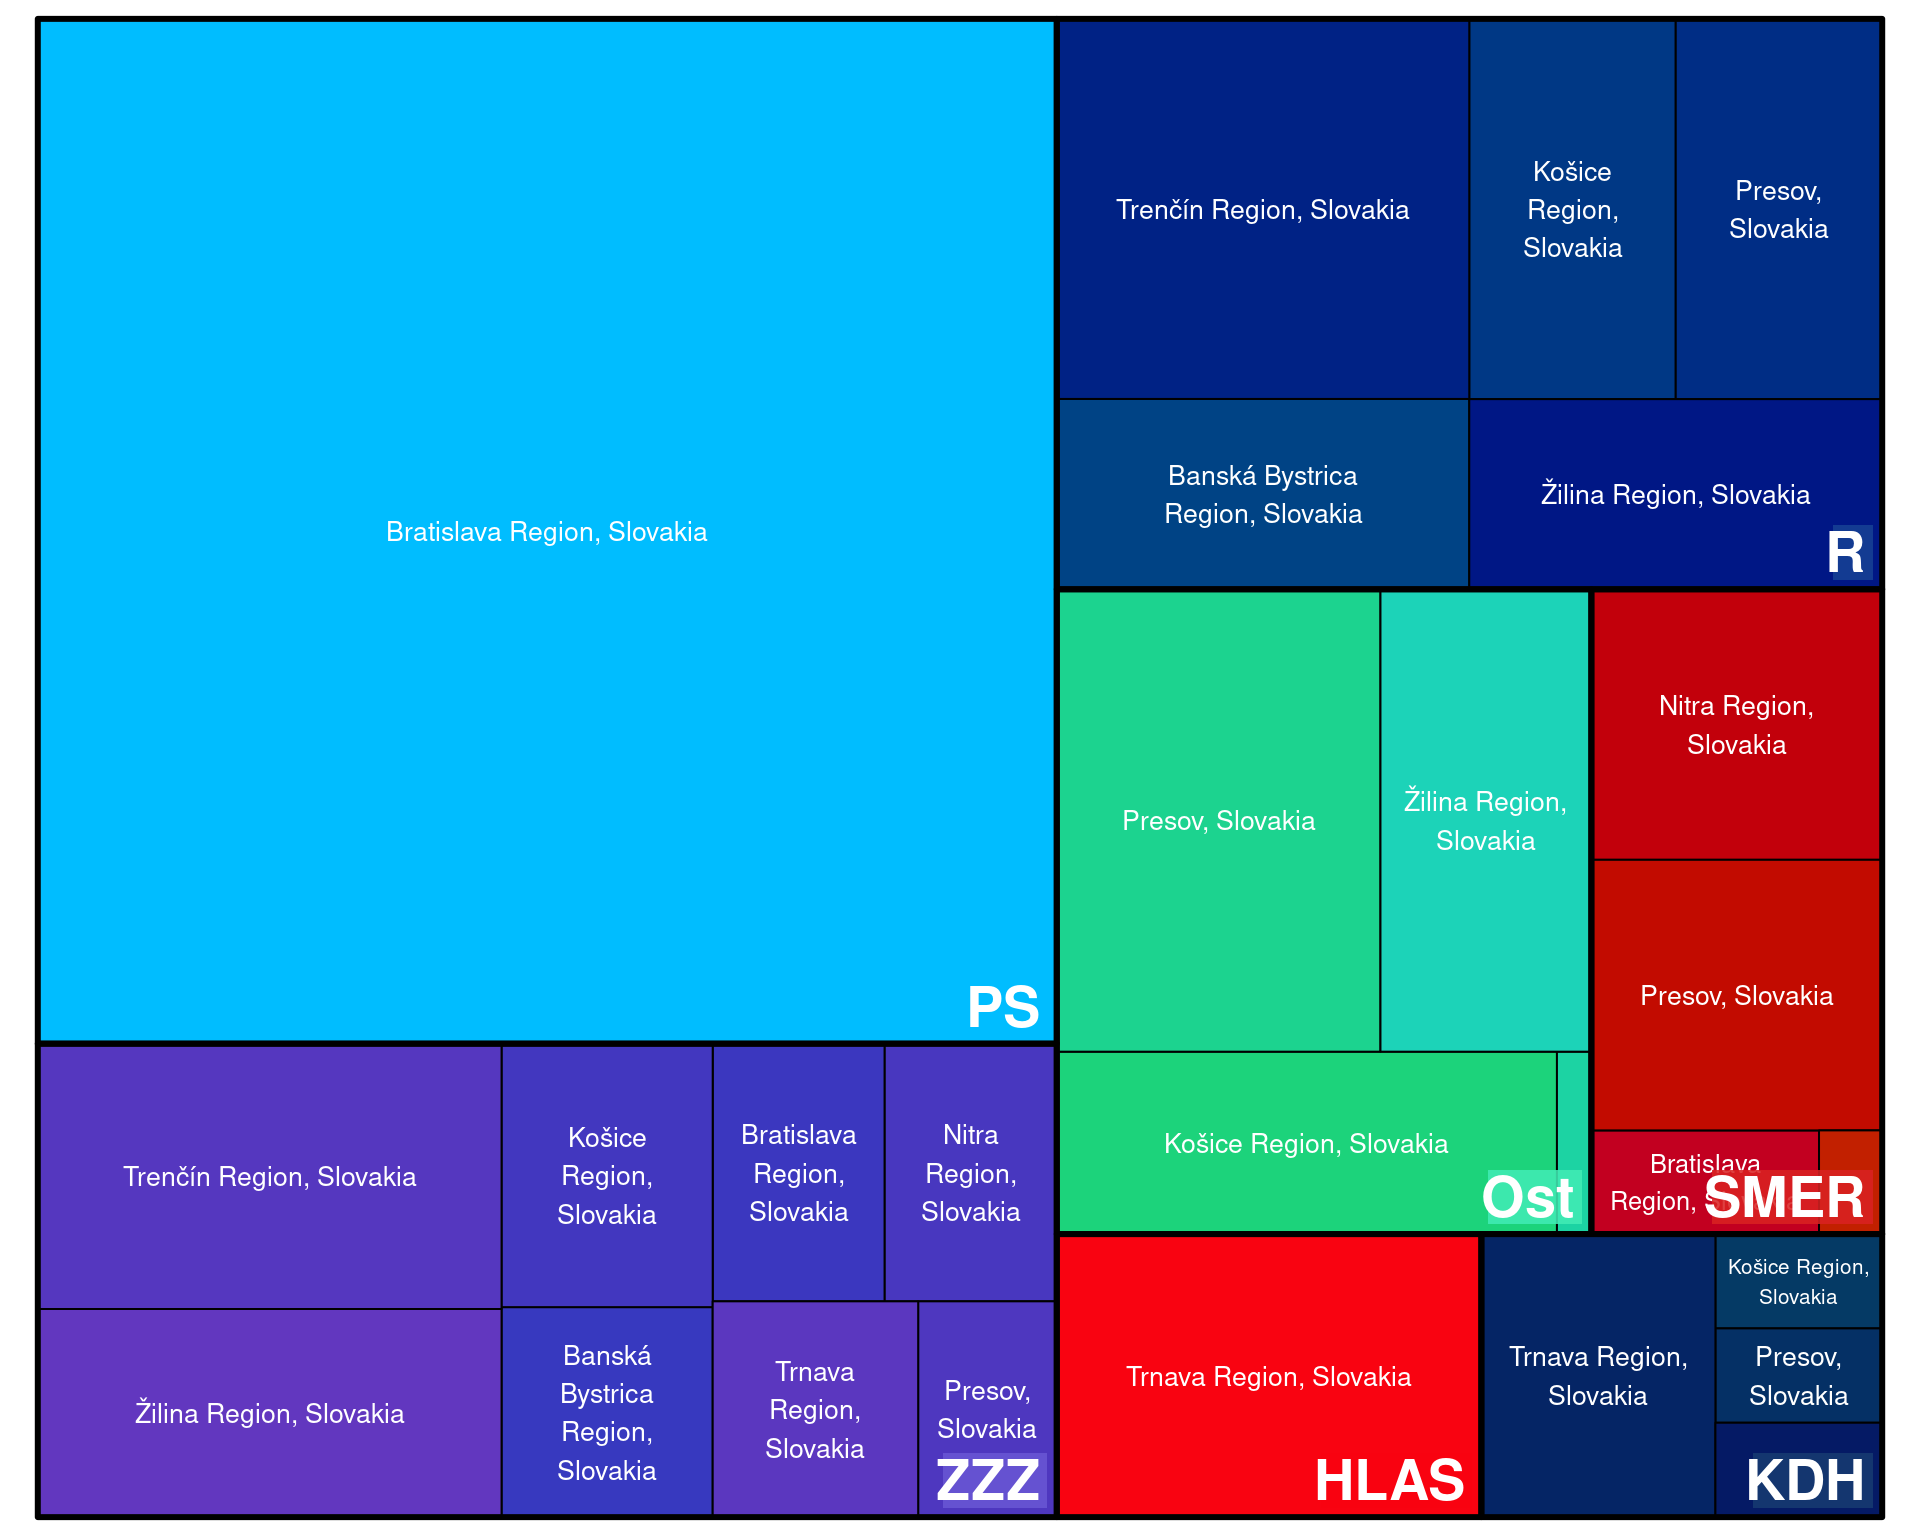 Bratislava Region, Slovakia
PS
Trenčín Region, Slovakia
Košice
Region,
Slovakia
Presov,
Slovakia
Banská Bystrica
Region, Slovakia
Žilina Region, Slovakia
R
Presov, Slovakia
Žilina Region,
Slovakia
Košice Region, Slovakia
Ost
Nitra Region,
Slovakia
Presov, Slovakia
Bratislava
Region,
SMER
Trenčín Region, Slovakia
Košice
Region,
Slovakia
Bratislava
Region,
Slovakia
Nitra
Region,
Slovakia
Žilina Region, Slovakia
Banská
Bystrica
Region,
Slovakia
Trnava
Region,
Slovakia
Presov,
Slovakia
ZZZ
Trnava Region, Slovakia
HLAS
Trnava Region,
Slovakia
Košice Region,
Slovakia
Presov,
Slovakia
KDH